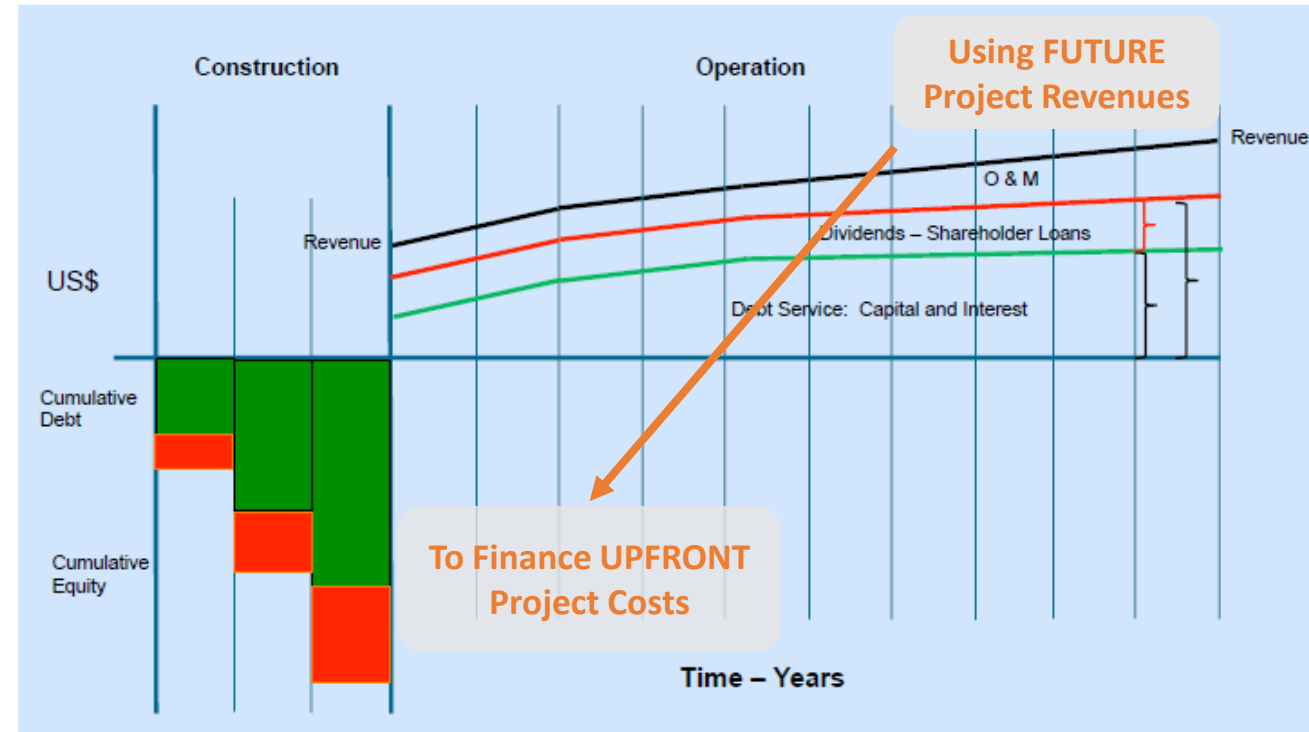 Construction
Operation
Using FUTURE
Project Revenues
Revenue
O & M
Revenue
Dividends – Shareholder Loans
US$
Debt Service: Capital and Interest
Cumulative
Debt
To Finance UPFRONT
Project Costs
Cumulative
Equity
Time – Years